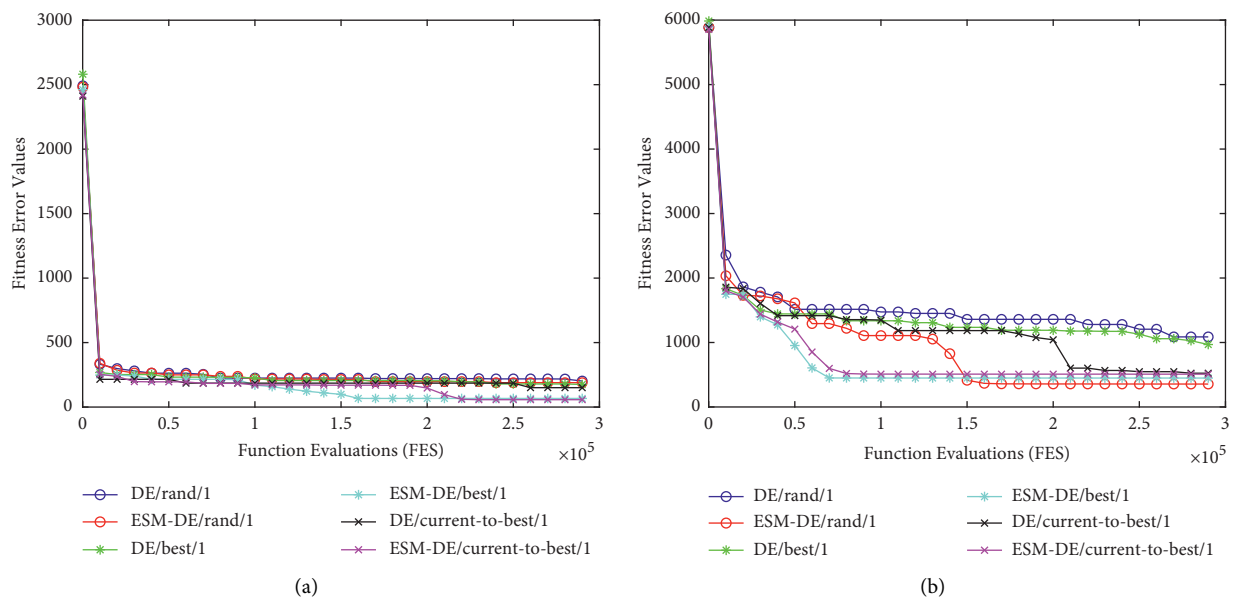 3000
2500
2000
1500
1000
500
0
Fitness Error Values
0 0.5 1 1.5 2 2.5 3
×10⁵
Function Evaluations (FES)
DE/rand/1
ESM-DE/rand/1
DE/best/1
ESM-DE/best/1
DE/current-to-best/1
ESM-DE/current-to-best/1
(a)
6000
5000
4000
3000
2000
1000
0
Fitness Error Values
0 0.5 1 1.5 2 2.5 3
×10⁵
Function Evaluations (FES)
DE/rand/1
ESM-DE/rand/1
DE/best/1
ESM-DE/best/1
DE/current-to-best/1
ESM-DE/current-to-best/1
(b)